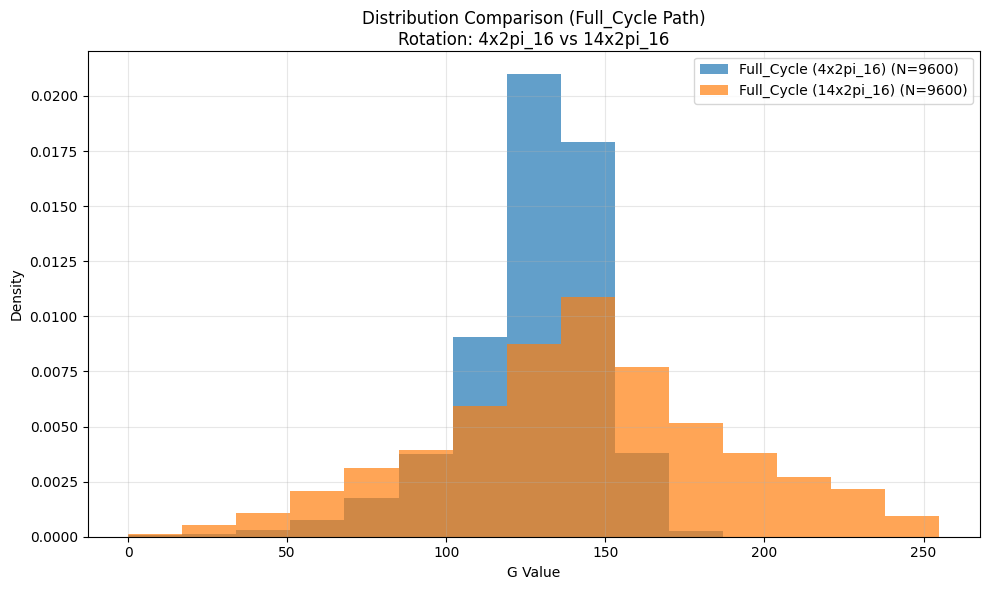 Distribution Comparison (Full_Cycle Path)
Rotation: 4x2pi_16 vs 14x2pi_16
Full_Cycle (4x2pi_16) (N=9600)
Full_Cycle (14x2pi_16) (N=9600)
Density
0.0200
0.0175
0.0150
0.0125
0.0100
0.0075
0.0050
0.0025
0.0000
0 50 100 150 200 250
G Value